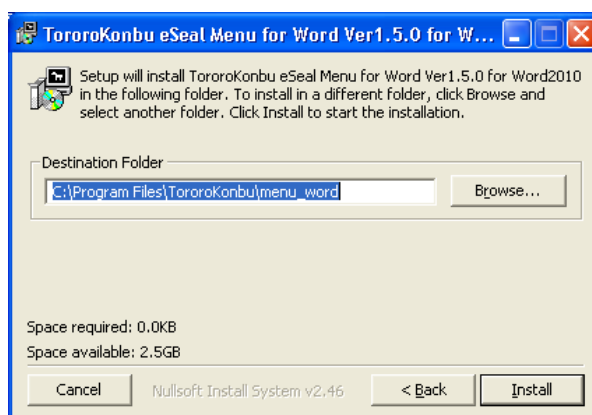 TororoKonbu eSeal Menu for Word Ver1.5.0 for W...
Setup will install TororoKonbu eSeal Menu for Word Ver1.5.0 for Word2010
in the following folder. To install in a different folder, click Browse and
select another folder. Click Install to start the installation.
Destination Folder
C:\Program Files\TororoKonbu\menu_word
Browse...
Space required: 0.0KB
Space available: 2.5GB
Cancel
Nullsoft Install System v2.46
< Back
Install